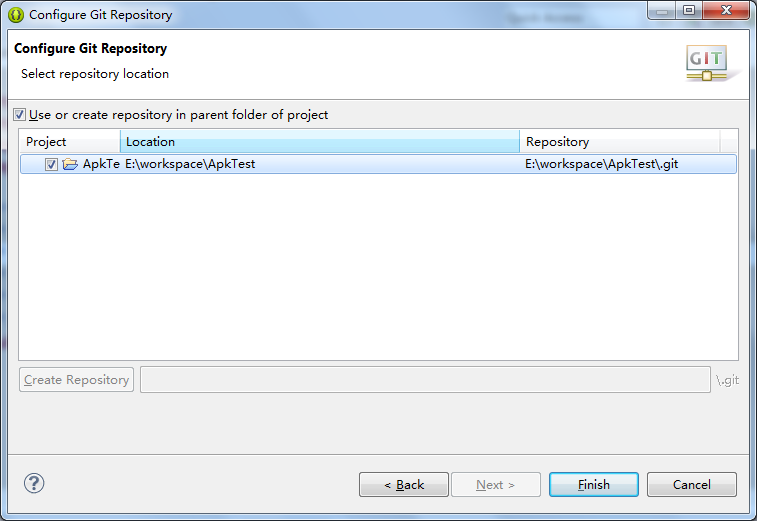 Configure Git Repository
Configure Git Repository
Select repository location
GIT
Use or create repository in parent folder of project
Project Location Repository
ApkTe E:\workspace\ApkTest E:\workspace\ApkTest\.git
Create Repository \.git
?
< Back Next > Finish Cancel